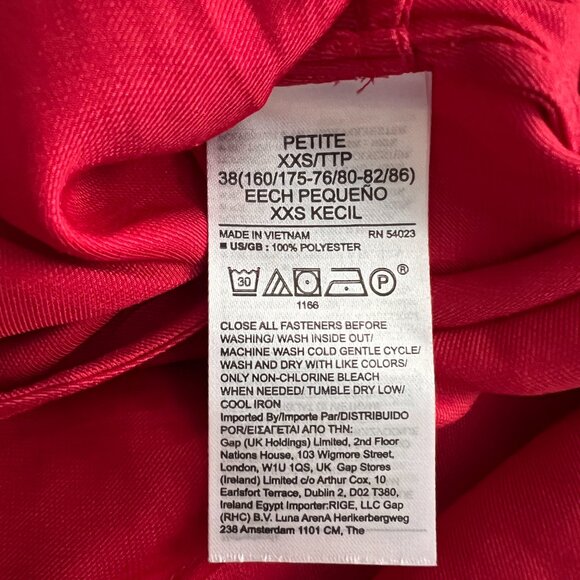 PETITE
XXS/TTP
38(160/175-76/80-82/86)
EECH PEQUEÑO
XXS KECIL
MADE IN VIETNAM RN 54023
■ US/GB : 100% POLYESTER
30 P ®
1166
CLOSE ALL FASTENERS BEFORE
WASHING/ WASH INSIDE OUT/
MACHINE WASH COLD GENTLE CYCLE/
WASH AND DRY WITH LIKE COLORS/
ONLY NON-CHLORINE BLEACH
WHEN NEEDED/ TUMBLE DRY LOW/
COOL IRON
Imported By/Importe Par/DISTRIBUIDO
POR/ΕΙΣΑΓΕΤΑΙ ΑΠΟ ΤΗΝ:
Gap (UK Holdings) Limited, 2nd Floor
Nations House, 103 Wigmore Street,
London, W1U 1QS, UK Gap Stores
(Ireland) Limited c/o Arthur Cox, 10
Earlsfort Terrace, Dublin 2, D02 T380,
Ireland Egypt Importer:RIGE, LLC Gap
(RHC) B.V. Luna ArenA Herikerbergweg
238 Amsterdam 1101 CM, The